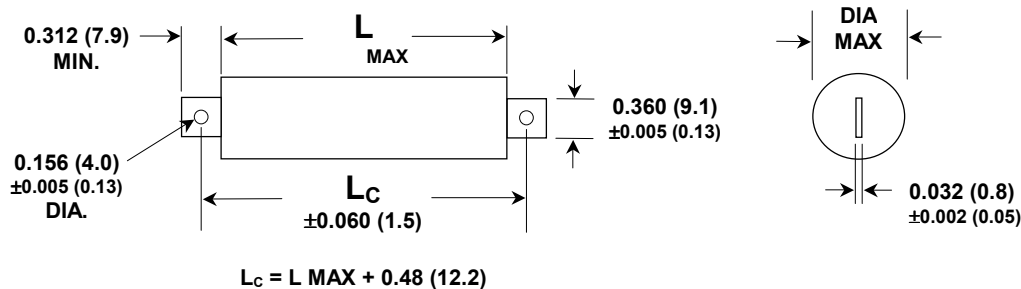 0.312 (7.9)
MIN.
L
MAX
DIA
MAX
0.360 (9.1)
±0.005 (0.13)
0.156 (4.0)
±0.005 (0.13)
DIA.
LC
±0.060 (1.5)
0.032 (0.8)
±0.002 (0.05)
LC = L MAX + 0.48 (12.2)